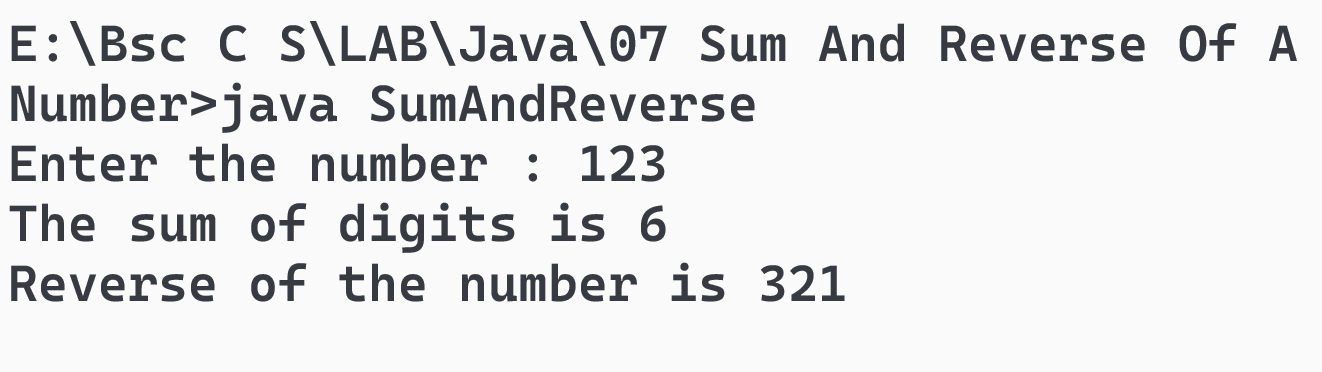 E:\Bsc C S\LAB\Java\07 Sum And Reverse Of A
Number>java SumAndReverse
Enter the number : 123
The sum of digits is 6
Reverse of the number is 321